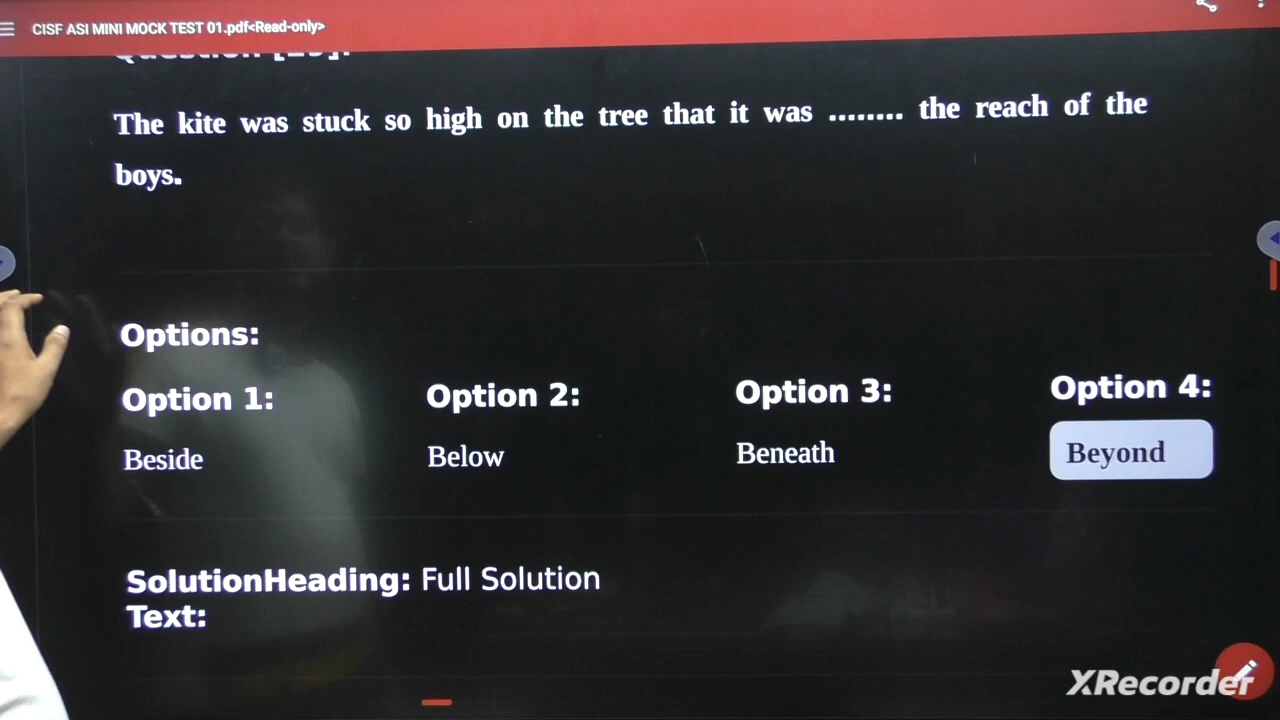 CISF ASI MINI MOCK TEST 01.pdf<Read-only>
The kite was stuck so high on the tree that it was ........ the reach of the
boys.
Options:
Option 1: Option 2: Option 3: Option 4:
Beside Below Beneath Beyond
SolutionHeading: Full Solution
Text:
XRecorder